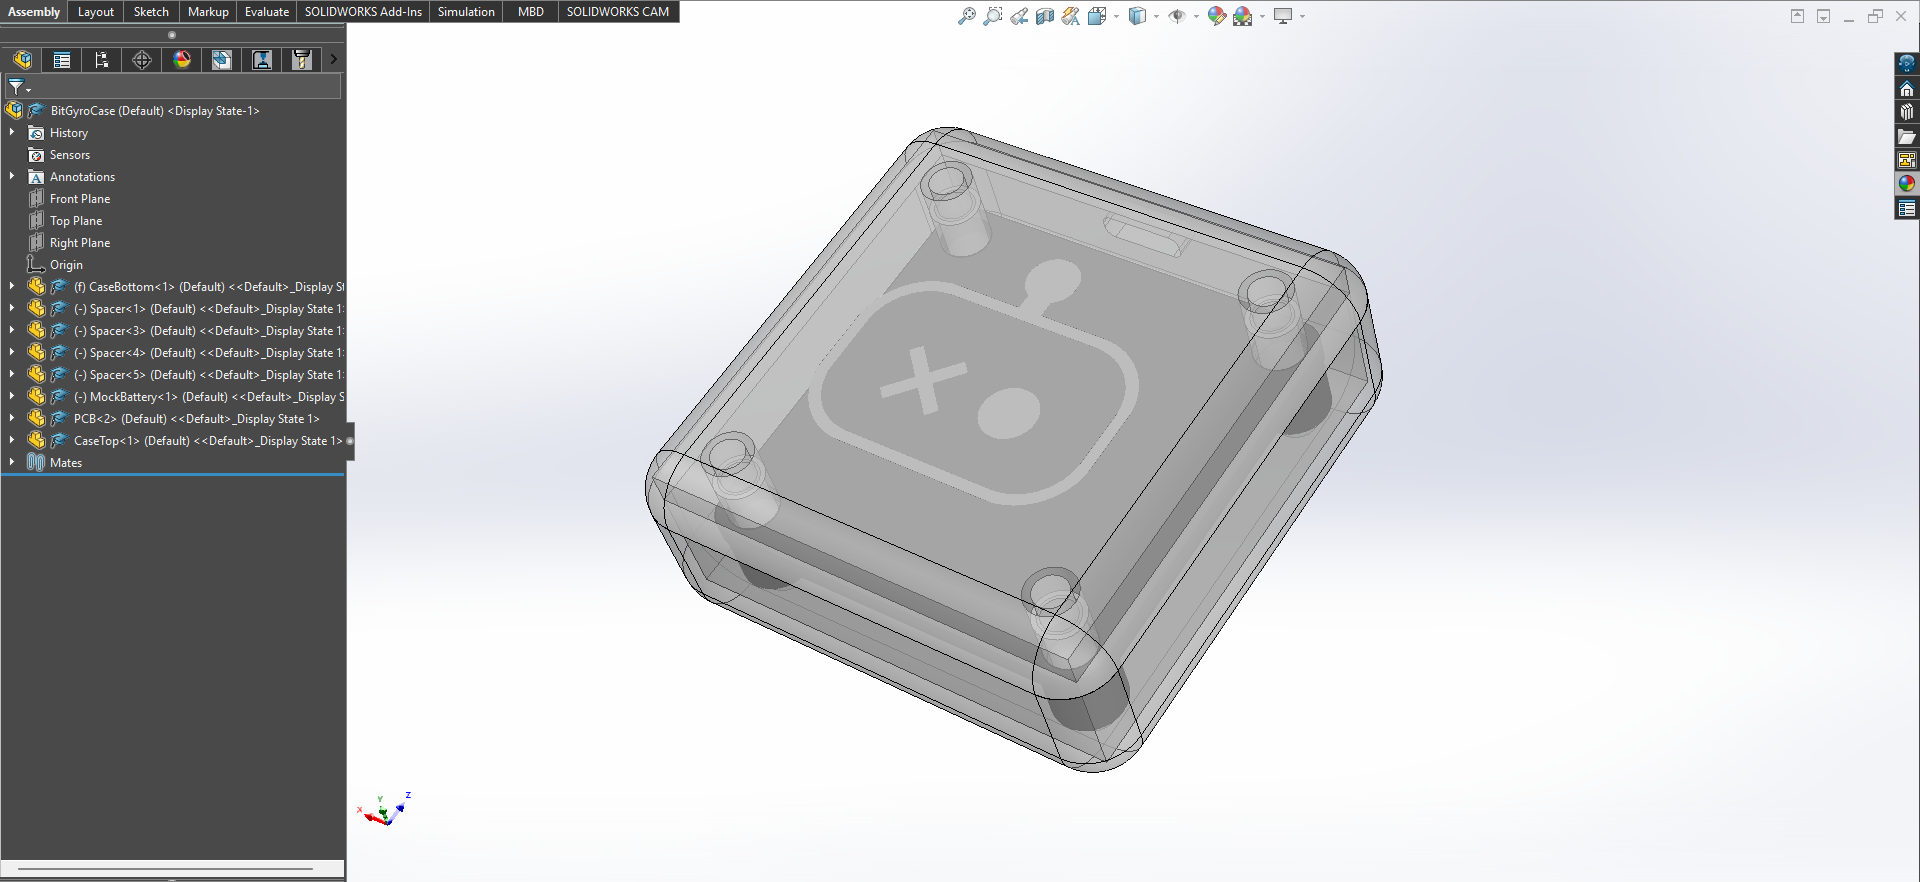 Assembly Layout Sketch Markup Evaluate SOLIDWORKS Add-Ins Simulation MBD SOLIDWORKS CAM
BitGyroCase (Default) <Display State-1>
History
Sensors
Annotations
Front Plane
Top Plane
Right Plane
Origin
(f) CaseBottom<1> (Default) <<Default>_Display St
(-) Spacer<1> (Default) <<Default>_Display State 1>
(-) Spacer<3> (Default) <<Default>_Display State 1>
(-) Spacer<4> (Default) <<Default>_Display State 1>
(-) Spacer<5> (Default) <<Default>_Display State 1>
(-) MockBattery<1> (Default) <<Default>_Display S
PCB<2> (Default) <<Default>_Display State 1>
CaseTop<1> (Default) <<Default>_Display State 1>
Mates
X Y Z